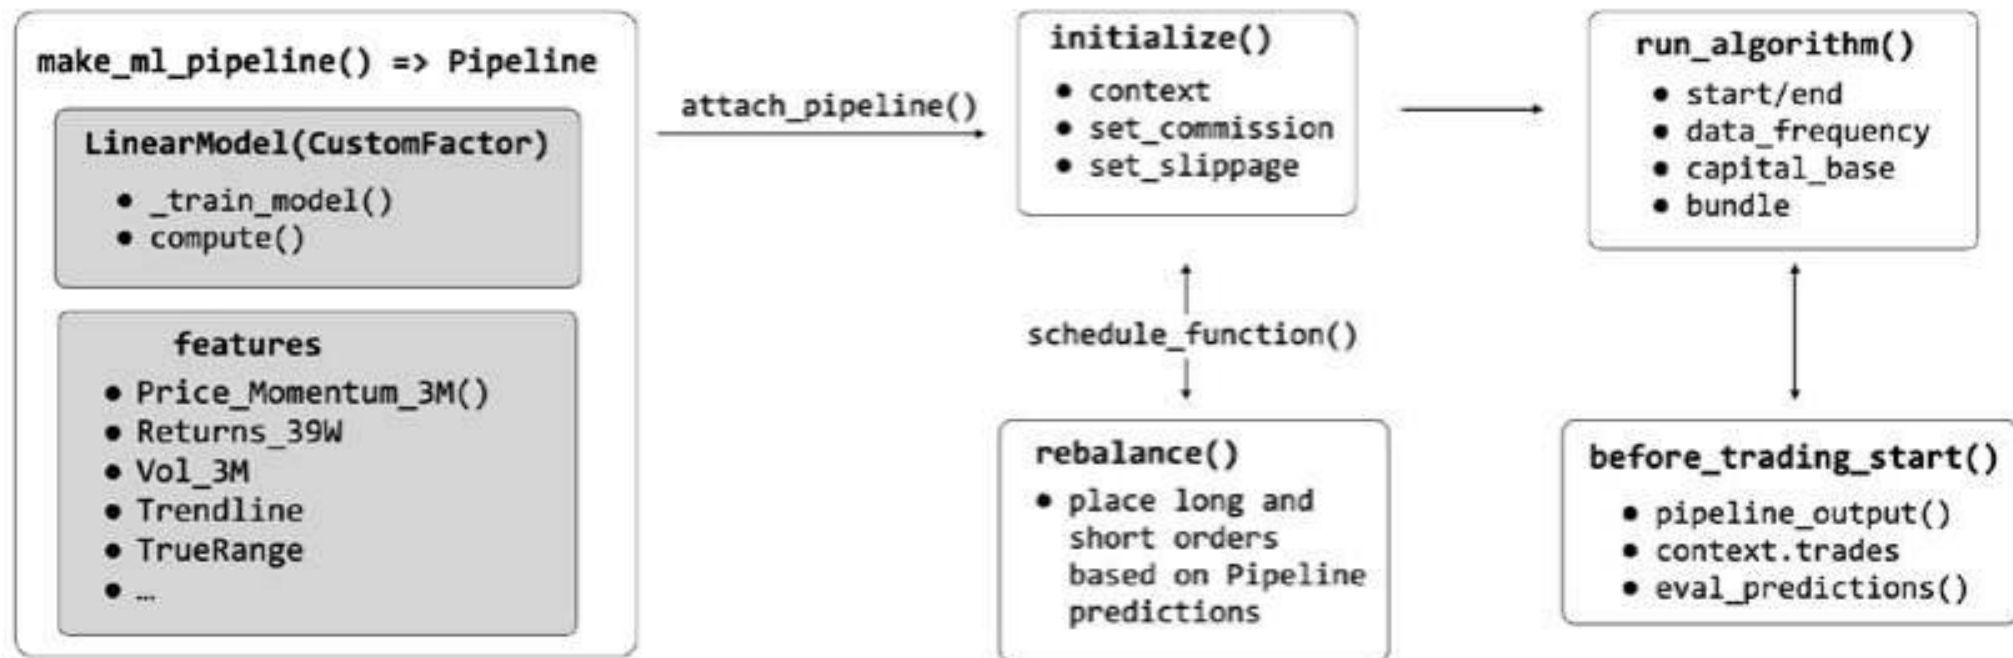 make_ml_pipeline() => Pipeline
LinearModel(CustomFactor)
● _train_model()
● compute()
features
● Price_Momentum_3M()
● Returns_39W
● Vol_3M
● Trendline
● TrueRange
● …
attach_pipeline()
initialize()
● context
● set_commission
● set_slippage
schedule_function()
rebalance()
● place long and
short orders
based on Pipeline
predictions
run_algorithm()
● start/end
● data_frequency
● capital_base
● bundle
before_trading_start()
● pipeline_output()
● context.trades
● eval_predictions()